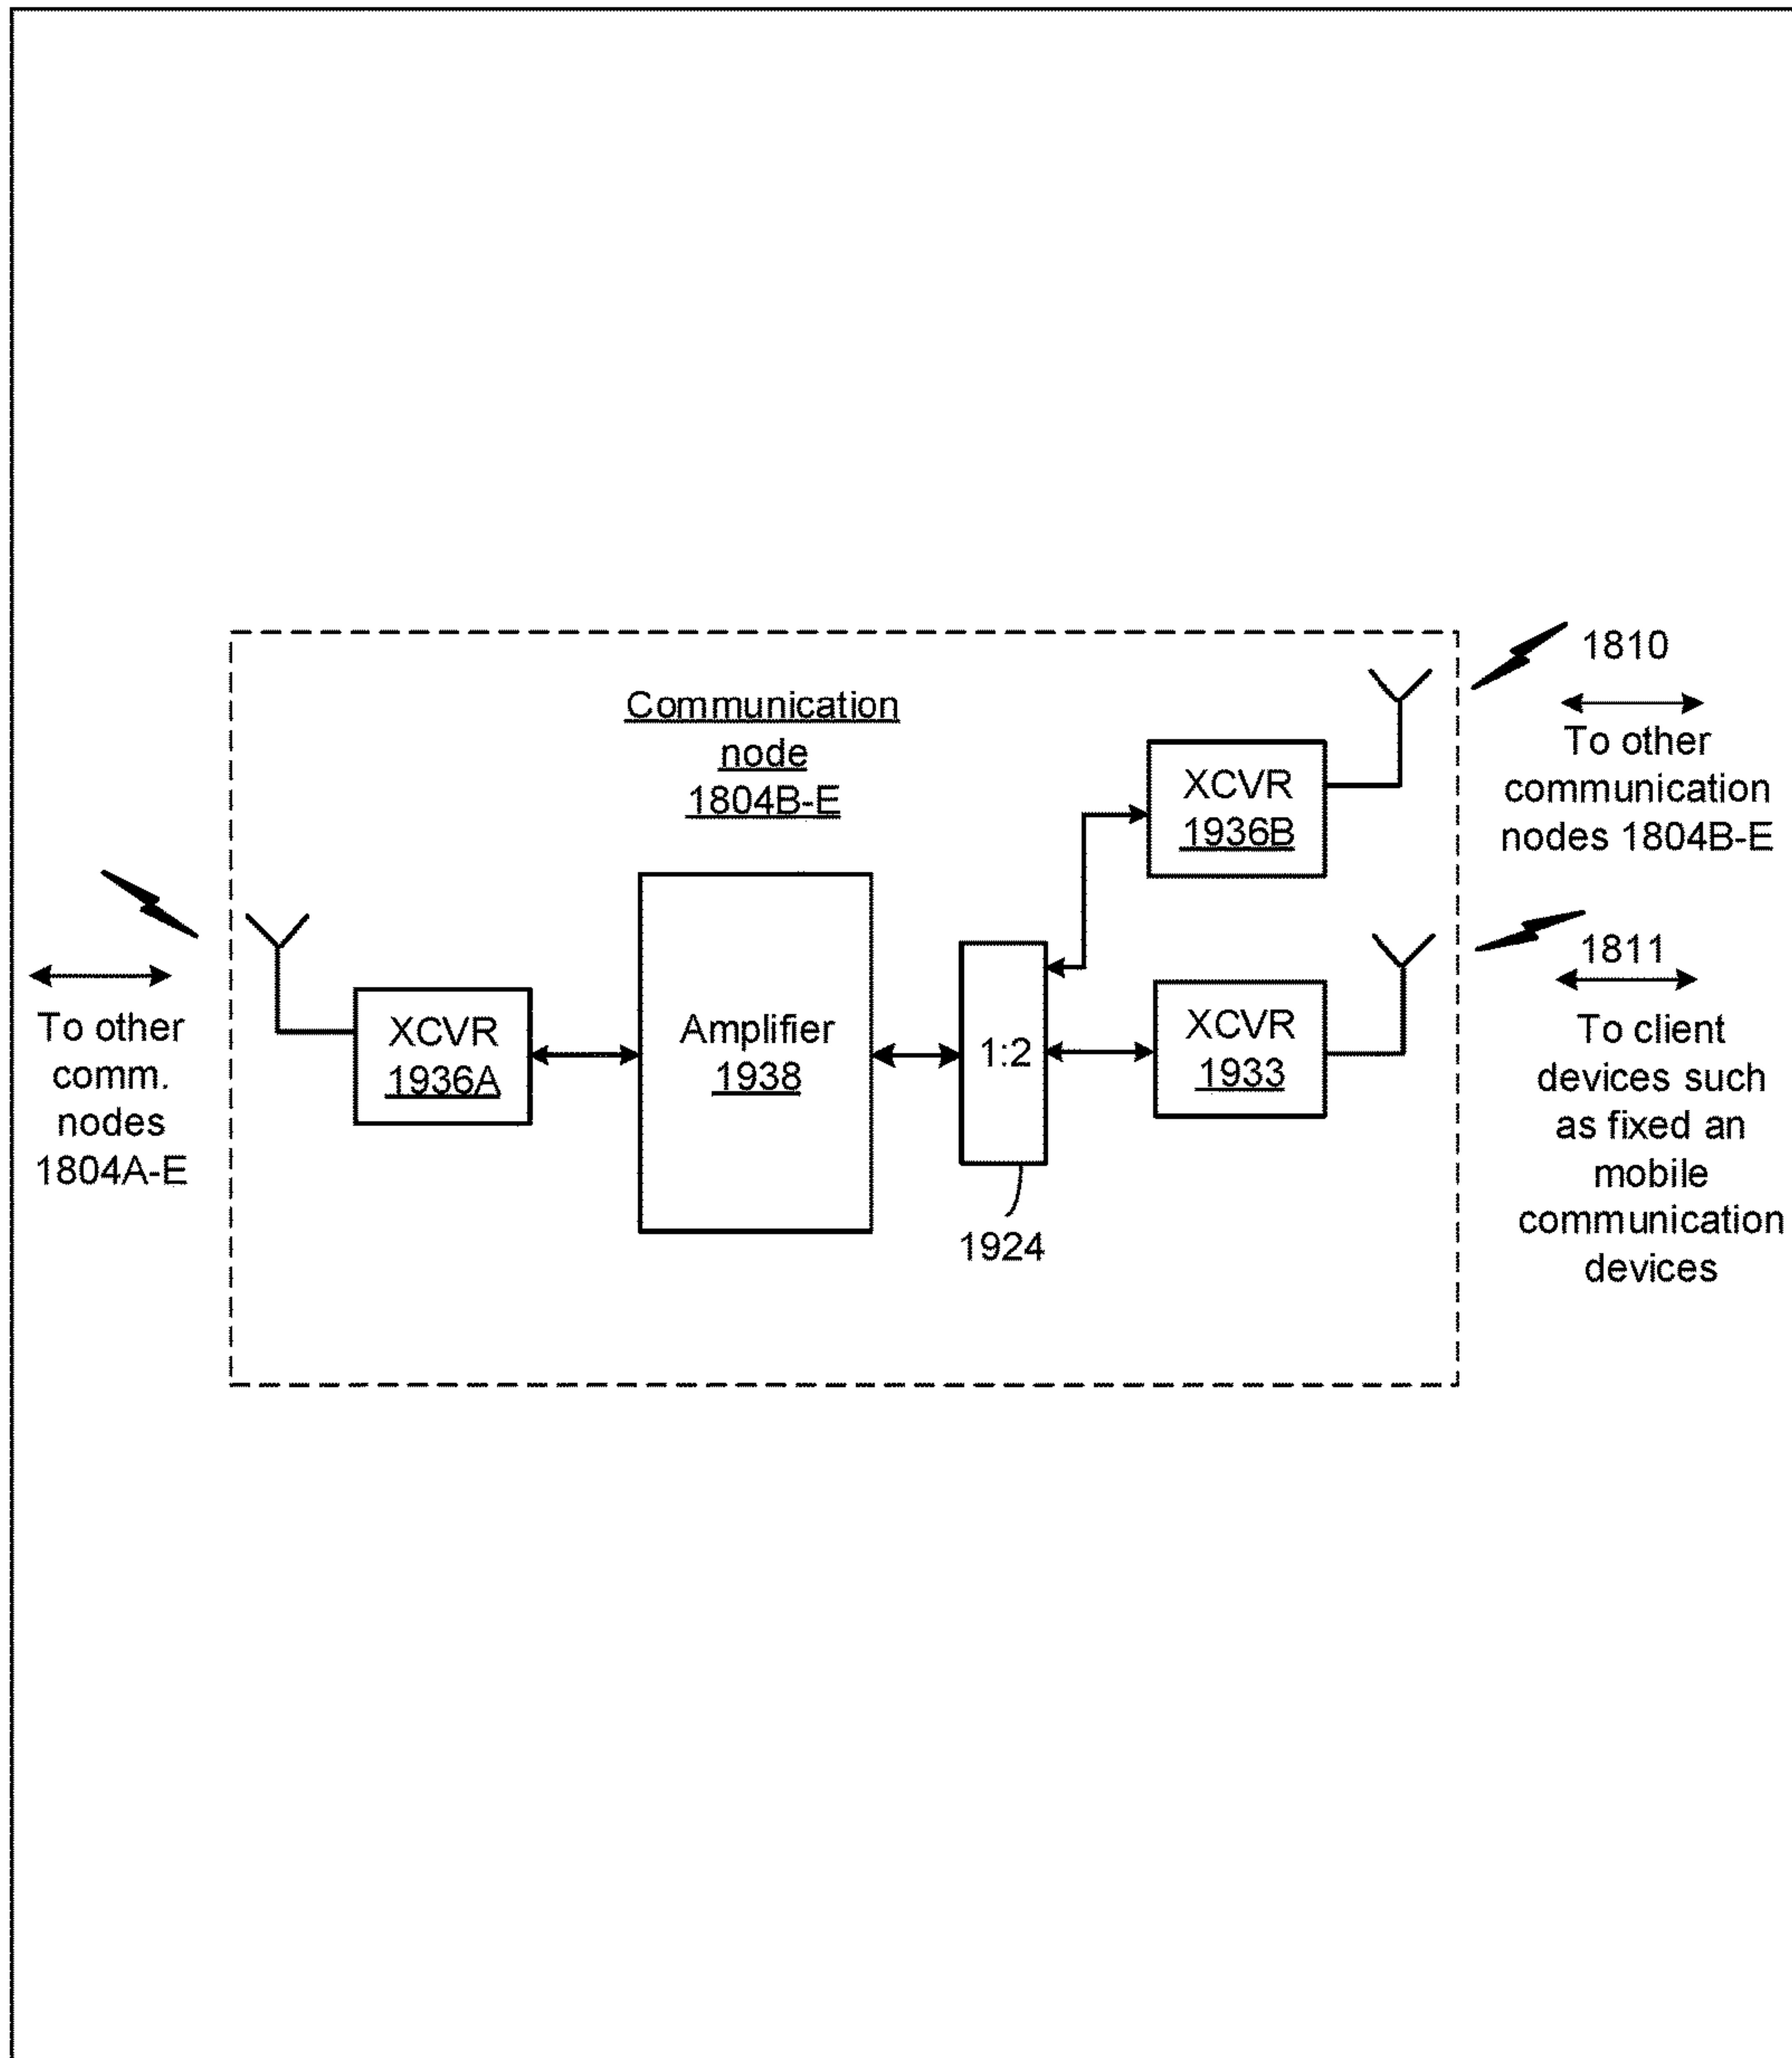 Communication
node
1804B-E
1810
To other
communication
nodes 1804B-E
XCVR
1936B
1811
To client
devices such
as fixed an
mobile
communication
devices
To other
comm.
nodes
1804A-E
XCVR
1936A
Amplifier
1938
1:2
XCVR
1933
1924